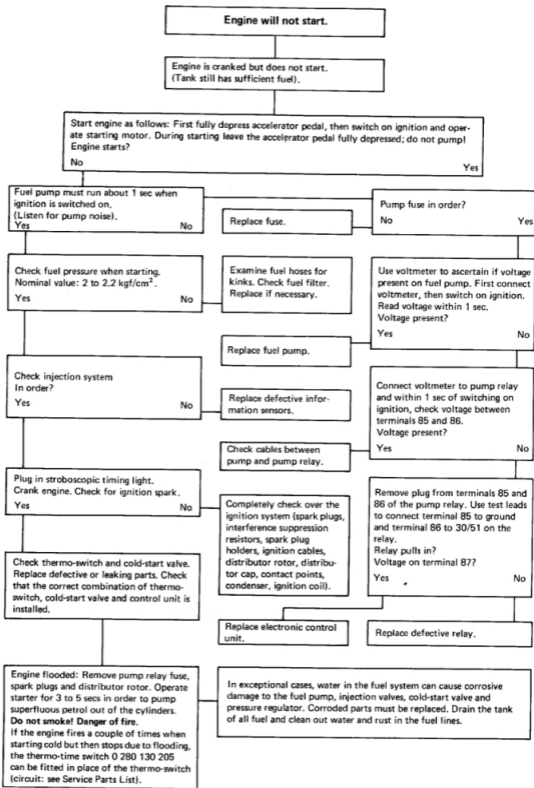 Engine will not start.
Engine is cranked but does not start.
(Tank still has sufficient fuel).
Start engine as follows: First fully depress accelerator pedal, then switch on ignition and oper-
ate starting motor. During starting leave the accelerator pedal fully depressed; do not pump!
Engine starts?
No
Yes
Fuel pump must run about 1 sec when
ignition is switched on.
(Listen for pump noise).
Yes
No
Replace fuse.
Pump fuse in order?
No
Yes
Check fuel pressure when starting.
Nominal value: 2 to 2.2 kgf/cm².
Yes
No
Examine fuel hoses for
kinks. Check fuel filter.
Replace if necessary.
Use voltmeter to ascertain if voltage
present on fuel pump. First connect
voltmeter, then switch on ignition.
Read voltage within 1 sec.
Voltage present?
Yes
No
Replace fuel pump.
Check injection system
In order?
Yes
No
Replace defective infor-
mation sensors.
Connect voltmeter to pump relay
and within 1 sec of switching on
ignition, check voltage between
terminals 85 and 86.
Voltage present?
Yes
No
Check cables between
pump and pump relay.
Plug in stroboscopic timing light.
Crank engine. Check for ignition spark.
Yes
No
Completely check over the
ignition system (spark plugs,
interference suppression
resistors, spark plug
holders, ignition cables,
distributor rotor, distribu-
tor cap, contact points,
condenser, ignition coil).
Remove plug from terminals 85 and
86 of the pump relay. Use test leads
to connect terminal 85 to ground
and terminal 86 to 30/51 on the
relay.
Relay pulls in?
Voltage on terminal 87?
Yes
No
Check thermo-switch and cold-start valve.
Replace defective or leaking parts. Check
that the correct combination of thermo-
switch, cold-start valve and control unit is
installed.
Replace electronic control
unit.
Replace defective relay.
Engine flooded: Remove pump relay fuse,
spark plugs and distributor rotor. Operate
starter for 3 to 5 secs in order to pump
superfluous petrol out of the cylinders.
Do not smoke! Danger of fire.
If the engine fires a couple of times when
starting cold but then stops due to flooding,
the thermo-time switch 0 280 130 205
can be fitted in place of the thermo-switch
(circuit: see Service Parts List).
In exceptional cases, water in the fuel system can cause corrosive
damage to the fuel pump, injection valves, cold-start valve and
pressure regulator. Corroded parts must be replaced. Drain the tank
of all fuel and clean out water and rust in the fuel lines.